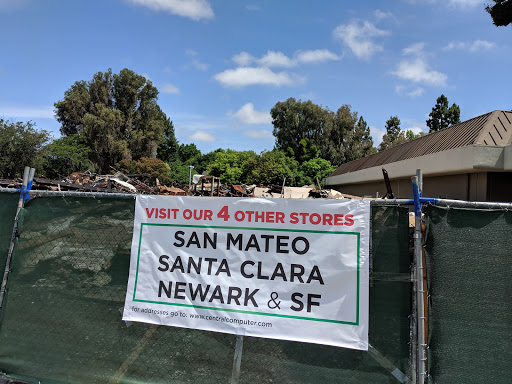 VISIT OUR 4 OTHER STORES
SAN MATEO
SANTA CLARA
NEWARK & SF
for addresses go to: www.centralcomputer.com